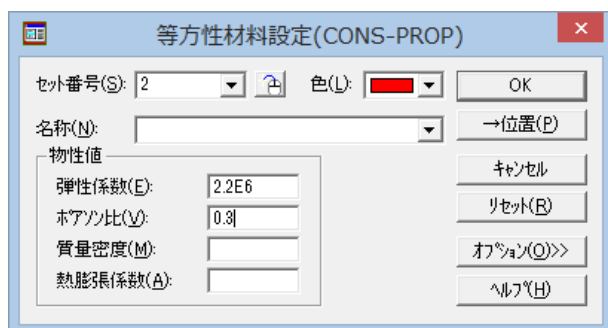 等方性材料設定(CONS-PROP)
セット番号(S): 2 色(L):
OK
名称(N):
→位置(P)
物性値
キャンセル
弾性係数(E): 2.2E6
リセット(R)
ポアソン比(V): 0.3
質量密度(M):
オプション(O)>>
熱膨張係数(A):
ヘルプ(H)